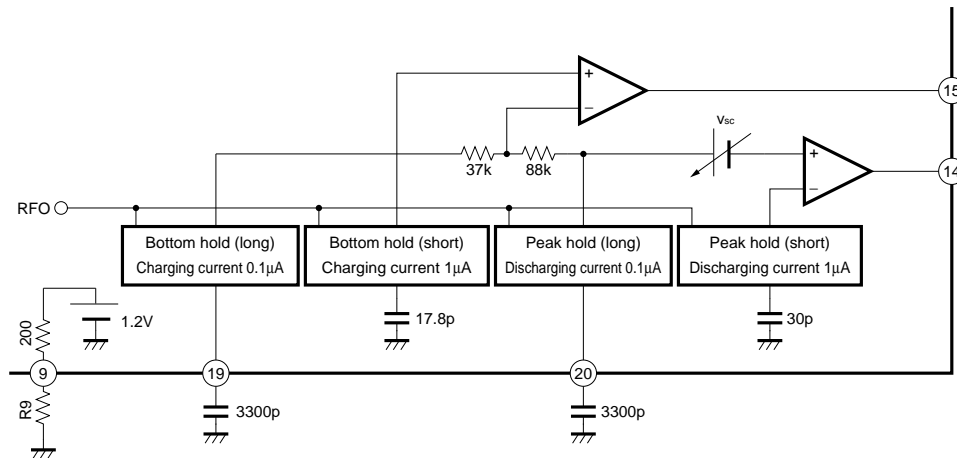 15
+
−
vsc
37k
88k
+
−
14
RFO
Bottom hold (long)
Charging current 0.1μA
Bottom hold (short)
Charging current 1μA
Peak hold (long)
Discharging current 0.1μA
Peak hold (short)
Discharging current 1μA
200
1.2V
17.8p
30p
9
19
20
R9
3300p
3300p